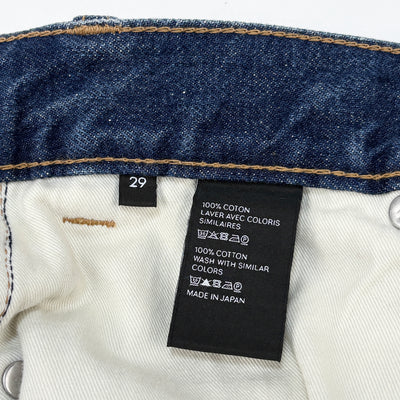 29
100% COTON
LAVER AVEC COLORIS
SIMILAIRES
100% COTTON
WASH WITH SIMILAR
COLORS
MADE IN JAPAN